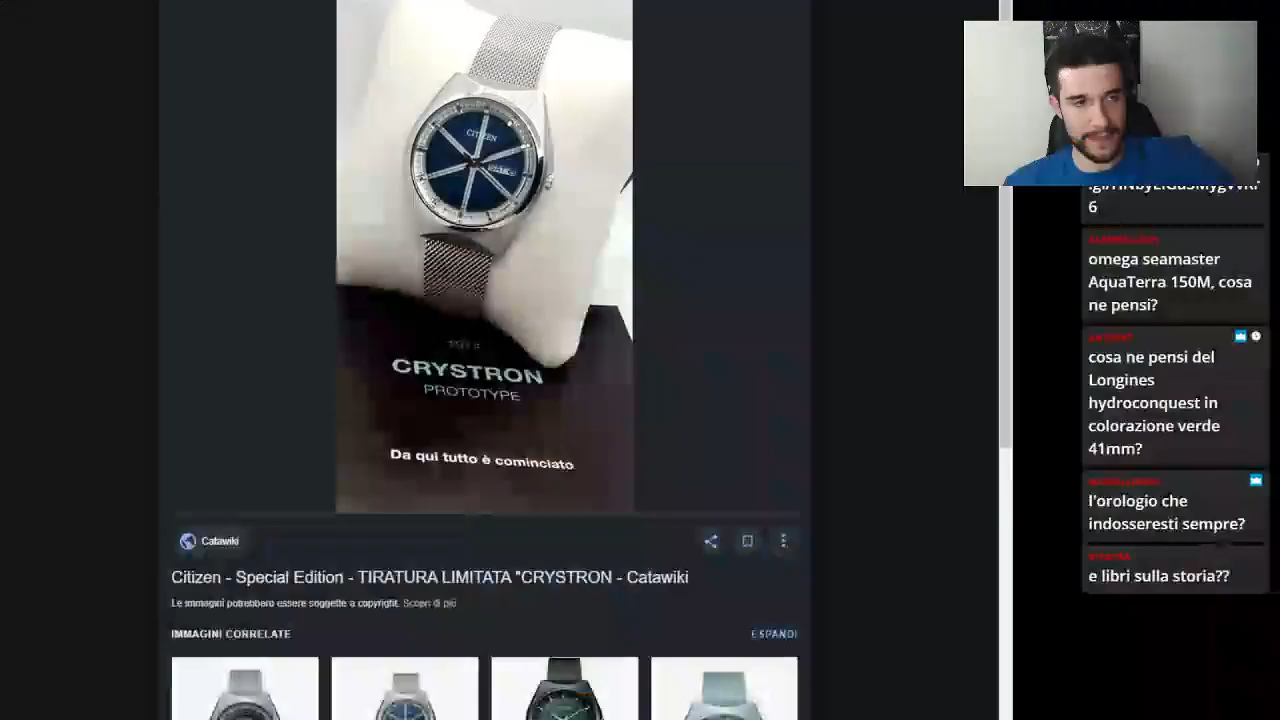 CITIZEN
CRYSTRON
PROTOTYPE
Da qui tutto è cominciato
Catawiki
Citizen - Special Edition - TIRATURA LIMITATA "CRYSTRON - Catawiki
Le immagini potrebbero essere soggette a copyright. Scopri di più
IMMAGINI CORRELATE
ESPANDI
6
omega seamaster
AquaTerra 150M, cosa
ne pensi?
cosa ne pensi del
Longines
hydroconquest in
colorazione verde
41mm?
l'orologio che
indosseresti sempre?
e libri sulla storia??